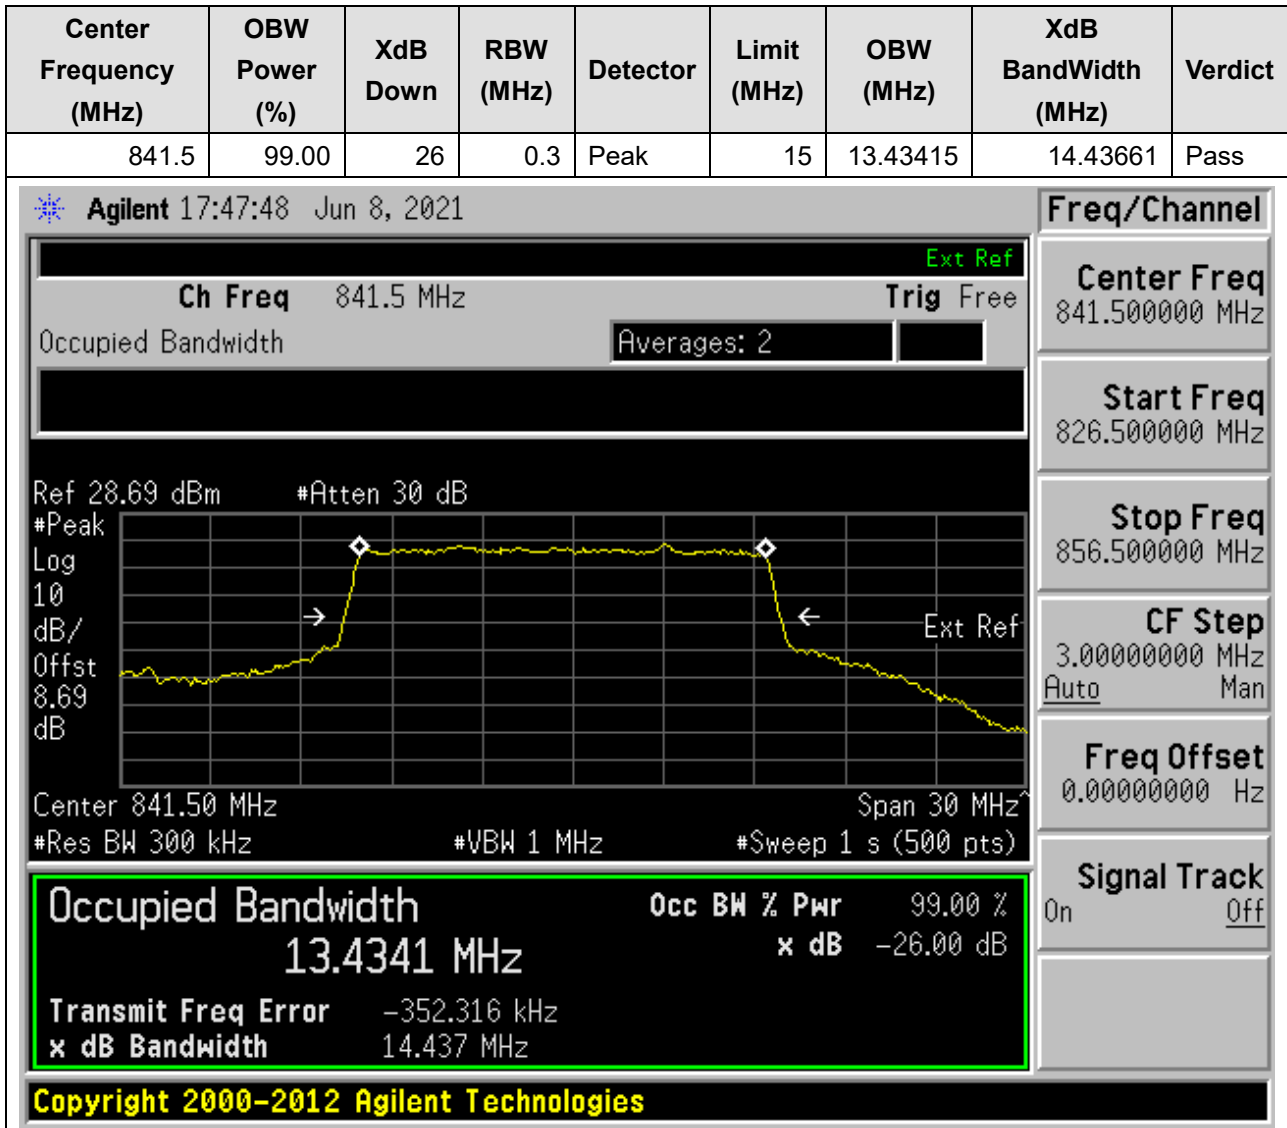 Center Frequency (MHz) OBW Power (%) XdB Down RBW (MHz) Detector Limit (MHz) OBW (MHz) XdB BandWidth (MHz) Verdict
841.5 99.00 26 0.3 Peak 15 13.43415 14.43661 Pass
Agilent 17:47:48 Jun 8, 2021
Freq/Channel
Ext Ref
Ch Freq 841.5 MHz Trig Free
Occupied Bandwidth Averages: 2
Center Freq
841.500000 MHz
Start Freq
826.500000 MHz
Stop Freq
856.500000 MHz
CF Step
3.00000000 MHz
Auto Man
Freq Offset
0.00000000 Hz
Signal Track
On Off
Ref 28.69 dBm #Atten 30 dB
#Peak
Log
10
dB/
Offst
8.69
dB
Ext Ref
Center 841.50 MHz Span 30 MHz^
#Res BW 300 kHz #VBW 1 MHz #Sweep 1 s (500 pts)
Occupied Bandwidth Occ BW % Pwr 99.00 %
13.4341 MHz x dB -26.00 dB
Transmit Freq Error -352.316 kHz
x dB Bandwidth 14.437 MHz
Copyright 2000-2012 Agilent Technologies